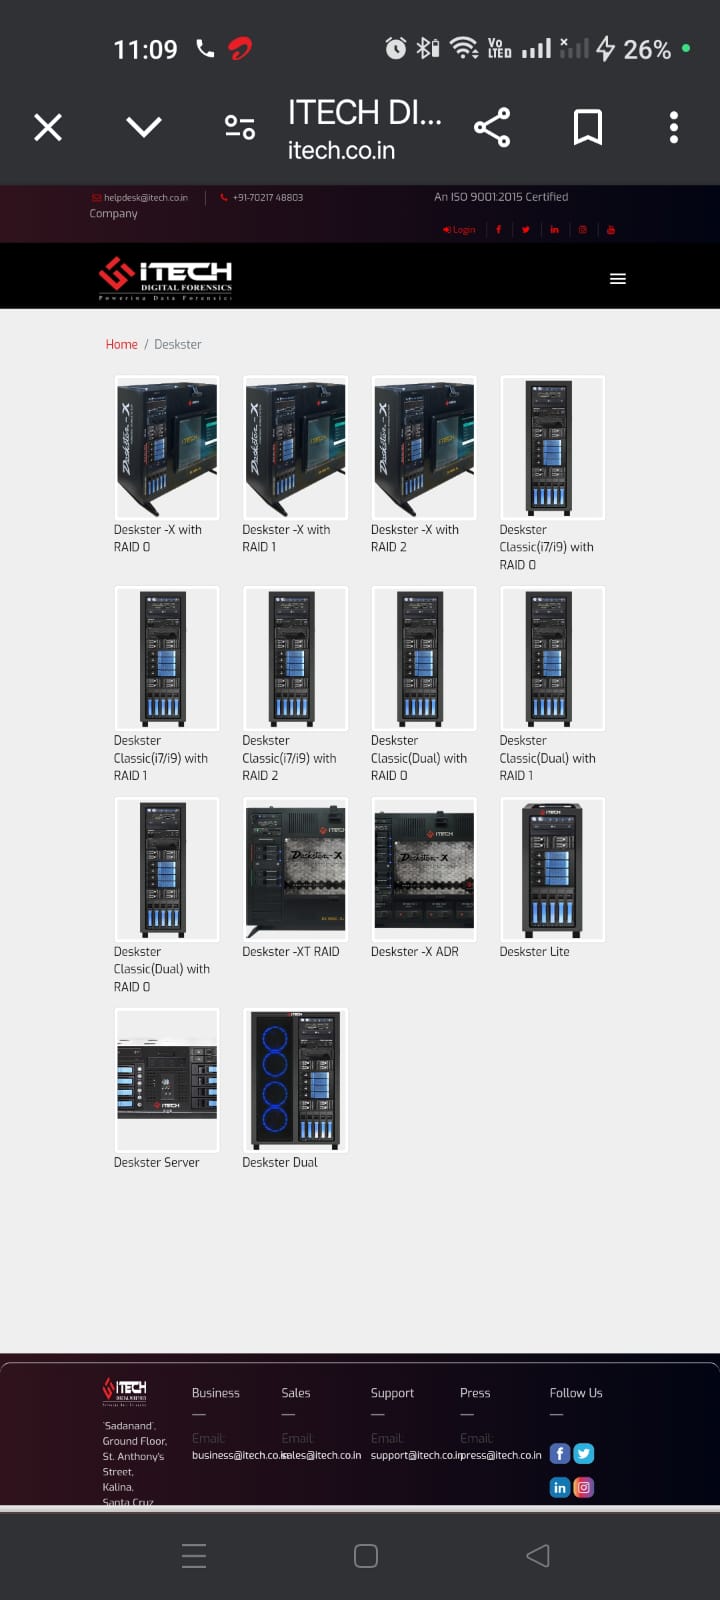 11:09
Vo LTED
26%
ITECH DI...
itech.co.in
helpdesk@itech.co.in
+91-70217 48803
An ISO 9001:2015 Certified
Company
Login
ITECH
DIGITAL FORENSICS
Powering Data Forensics
Home / Deskster
Deskster -X with
RAID 0
Deskster -X with
RAID 1
Deskster -X with
RAID 2
Deskster
Classic(i7/i9) with
RAID 0
Deskster
Classic(i7/i9) with
RAID 1
Deskster
Classic(i7/i9) with
RAID 2
Deskster
Classic(Dual) with
RAID 0
Deskster
Classic(Dual) with
RAID 1
Deskster
Classic(Dual) with
RAID 0
Deskster -XT RAID
Deskster -X ADR
Deskster Lite
Deskster Server
Deskster Dual
ITECH
"Sadanand",
Ground Floor,
St. Anthony's
Street,
Kalina,
Santa Cruz
Business
Email:
business@itech.co.in
Sales
Email:
sales@itech.co.in
Support
Email:
support@itech.co.in
Press
Email:
press@itech.co.in
Follow Us